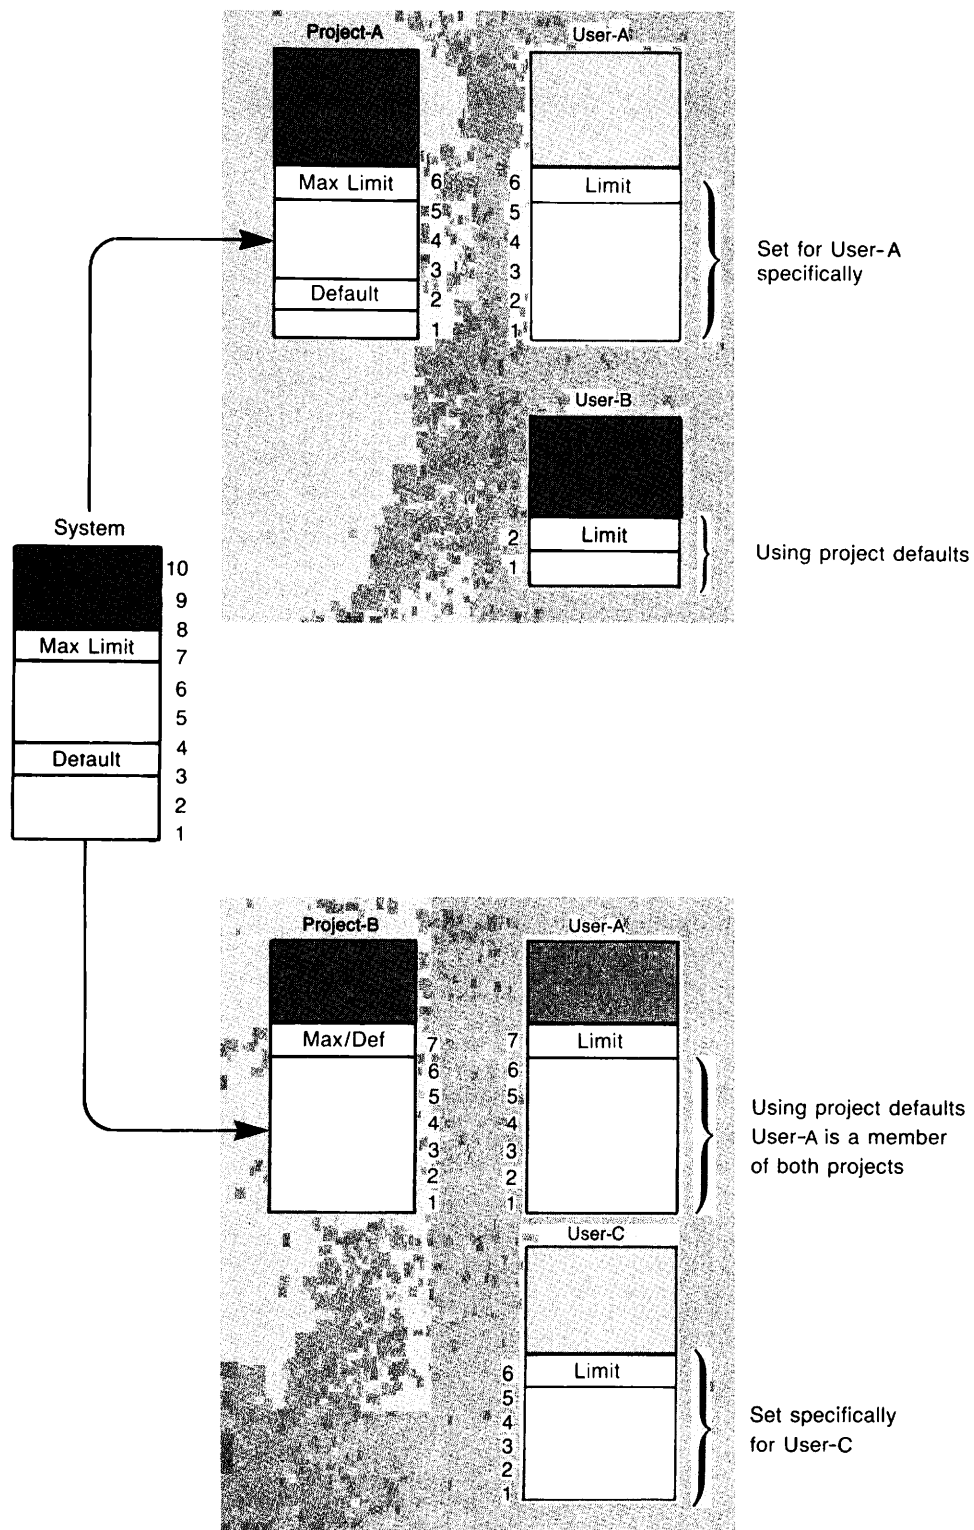 Project-A
User-A
Max Limit
6
5
4
3
Default
2
1
6
Limit
5
4
3
2
1
Set for User-A
specifically
User-B
2
Limit
1
Using project defaults
System
10
9
8
Max Limit
7
6
5
4
Default
3
2
1
Project-B
User-A
Max/Def
7
6
5
4
3
2
1
7
Limit
6
5
4
3
2
1
Using project defaults
User-A is a member
of both projects
User-C
6
Limit
5
4
3
2
1
Set specifically
for User-C